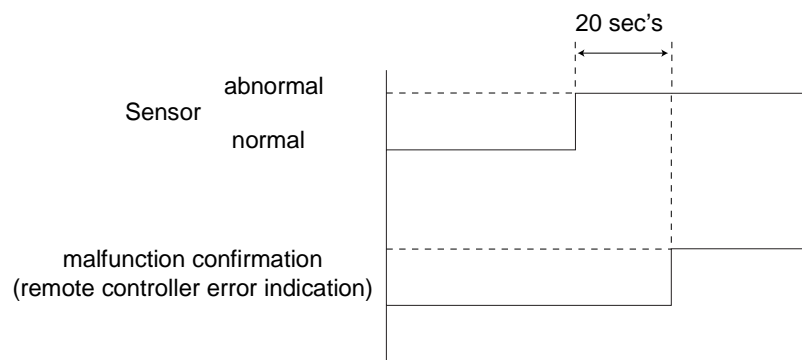 20 sec's
abnormal
Sensor
normal
malfunction confirmation
(remote controller error indication)